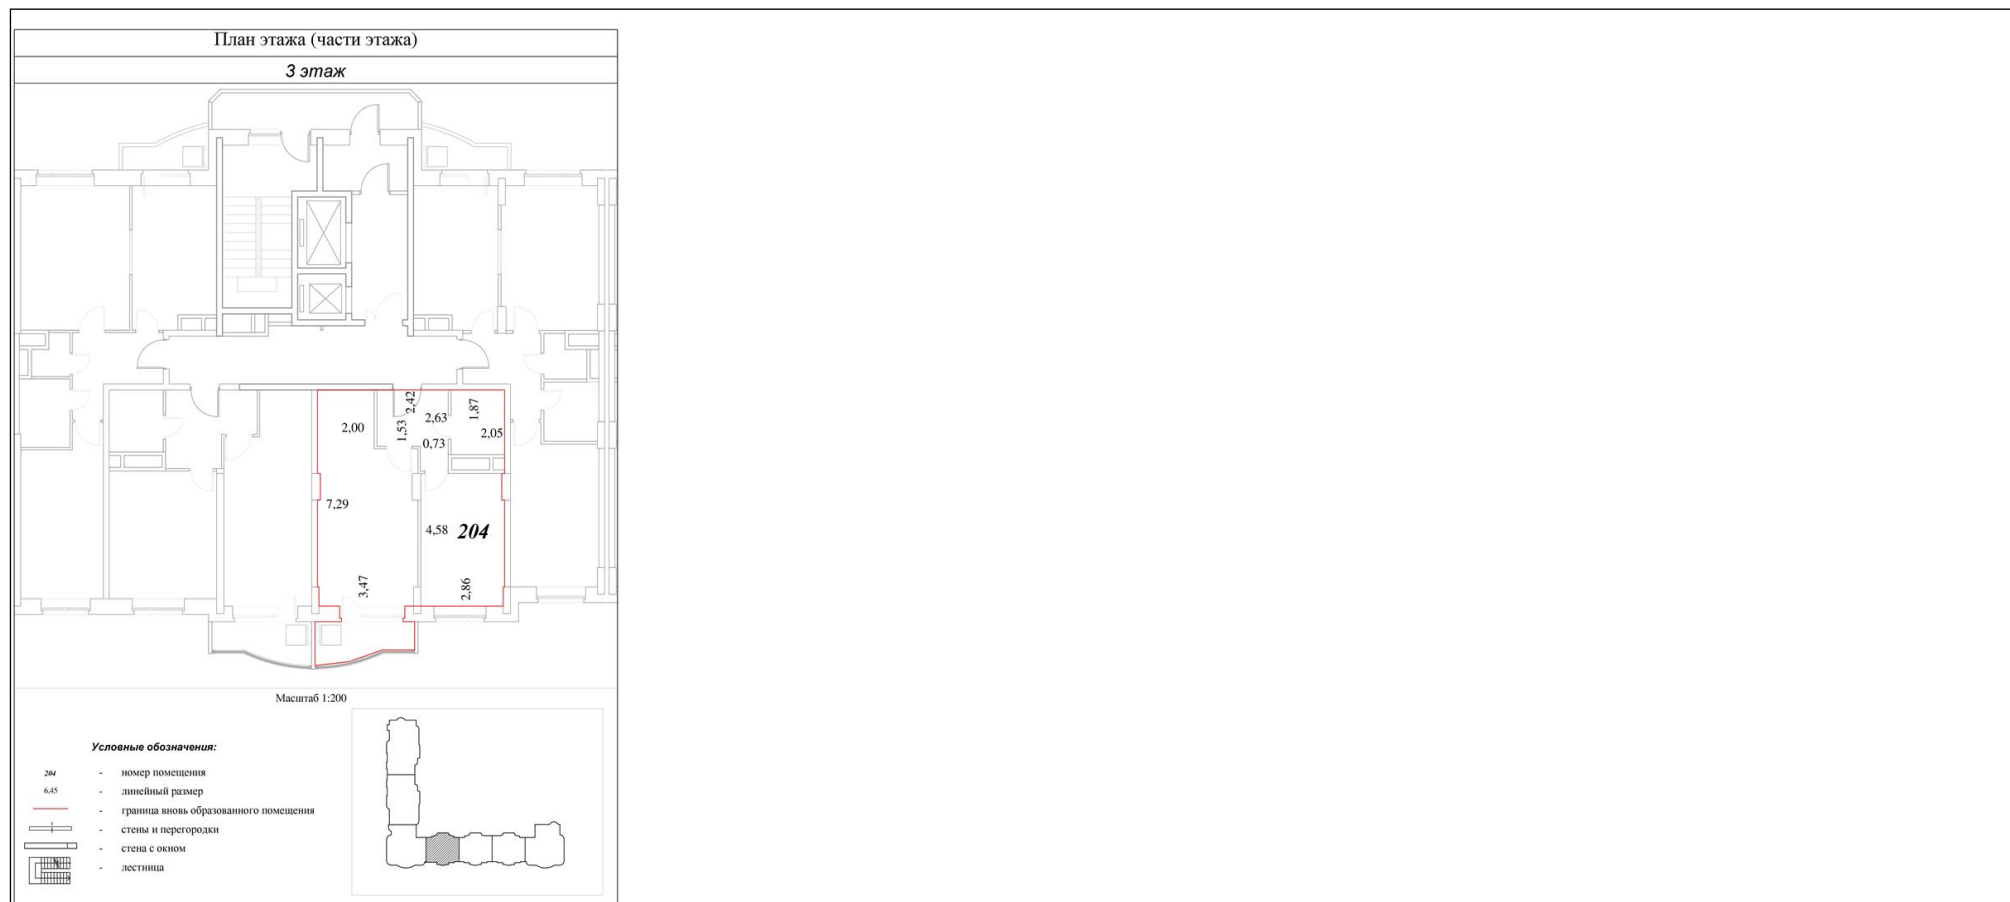 План этажа (части этажа)
3 этаж
2,42
1,87
2,63
2,00
1,53
2,05
0,73
7,29
4,58
204
3,47
2,86
Масштаб 1:200
Условные обозначения:
204 - номер помещения
6,45 - линейный размер
- граница вновь образованного помещения
- стены и перегородки
- стена с окном
- лестница